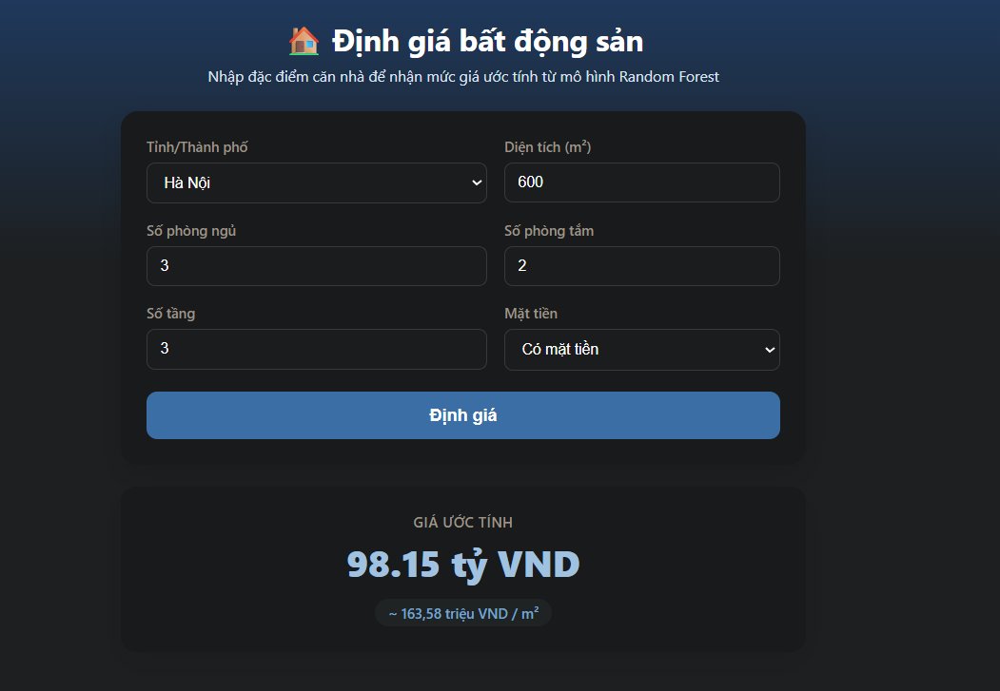 Định giá bất động sản
Nhập đặc điểm căn nhà để nhận mức giá ước tính từ mô hình Random Forest
Tỉnh/Thành phố
Diện tích (m²)
Hà Nội
600
Số phòng ngủ
Số phòng tắm
3
2
Số tầng
Mặt tiền
3
Có mặt tiền
Định giá
GIÁ ƯỚC TÍNH
98.15 tỷ VND
~ 163,58 triệu VND / m²